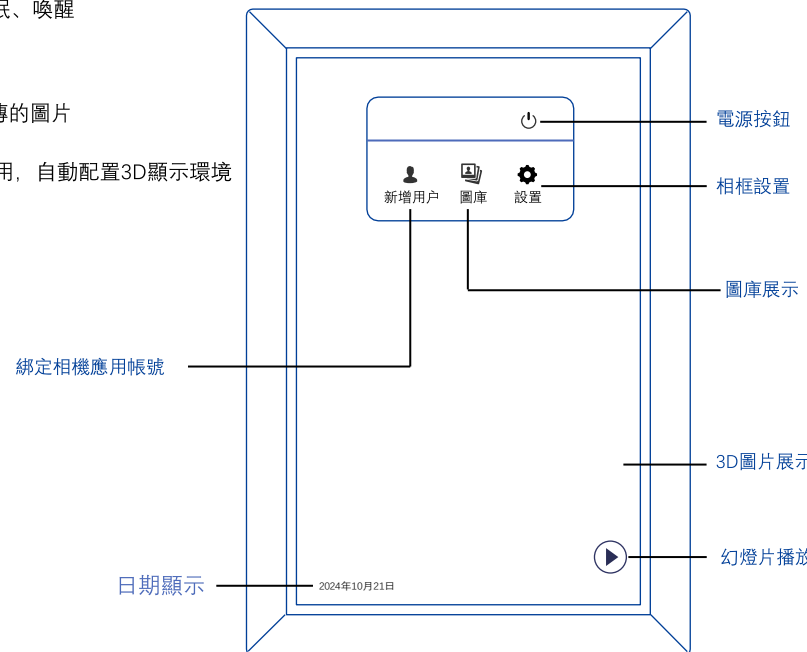 、喚醒
的圖片
用，自動配置3D顯示環境
電源按鈕
相框設置
新增用户
圖庫
設置
圖庫展示
綁定相機應用帳號
3D圖片展示
幻燈片播放
日期顯示
2024年10月21日